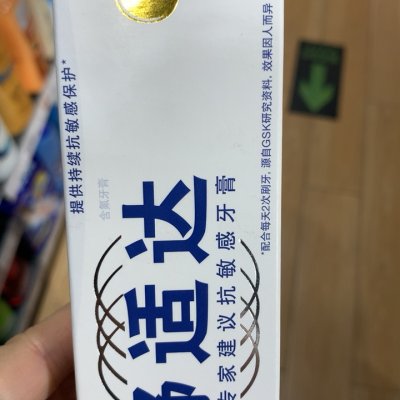 提供持续抗敏感保护*
含氟牙膏
舒适达
专家建议抗敏感牙膏
*配合每天2次刷牙, 源自GSK研究资料, 效果因人而异